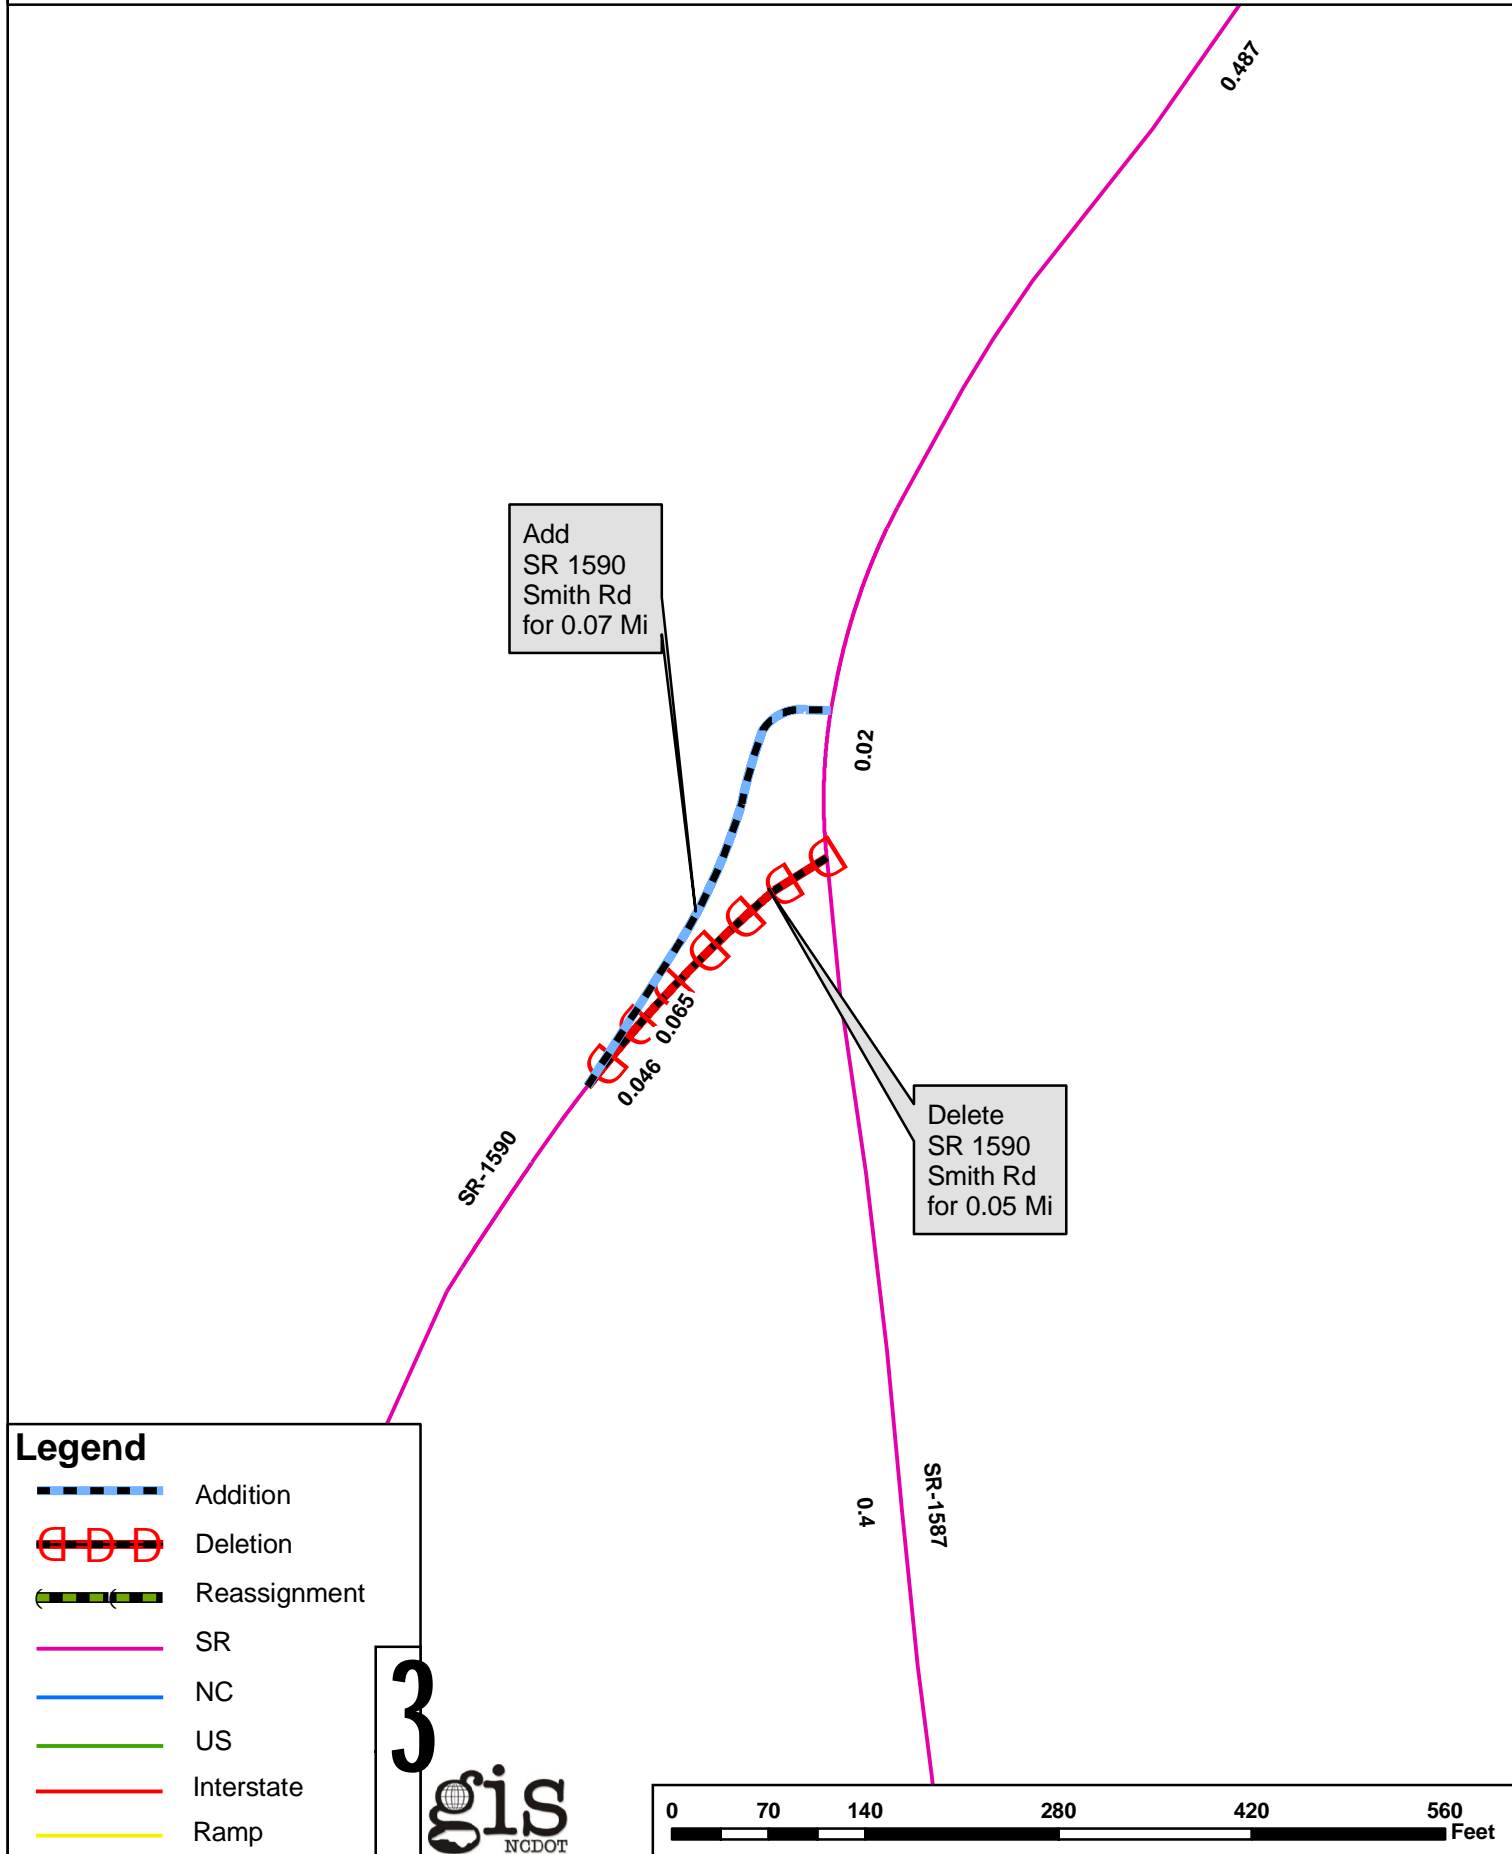 0.487
Add
SR 1590
Smith Rd
for 0.07 Mi
0.02
0.065
0.046
SR-1590
Delete
SR 1590
Smith Rd
for 0.05 Mi
SR-1587
0.4
Legend
Addition
Deletion
Reassignment
SR
NC
US
Interstate
Ramp
3
gis
NCDOT
0 70 140 280 420 560
Feet